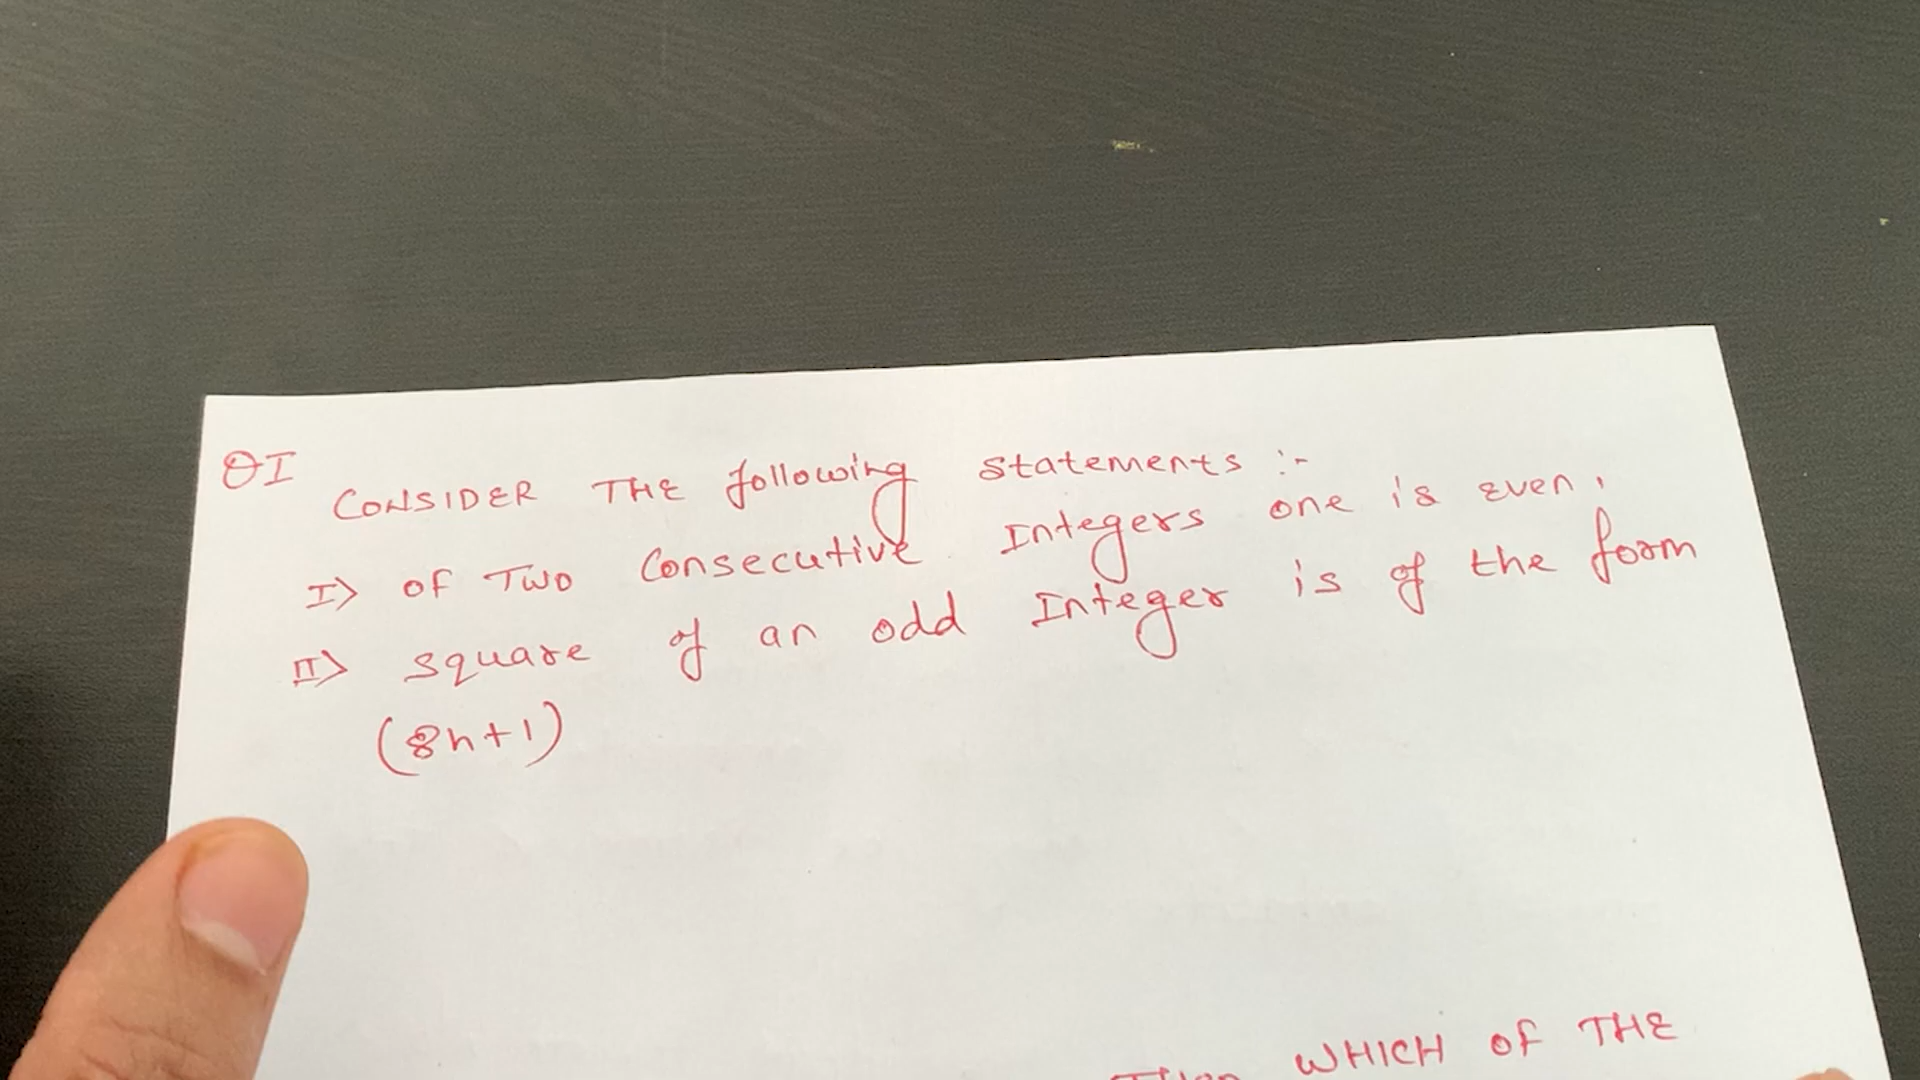 QI CONSIDER THE following statements :-
I> Of Two Consecutive Integers one is even.
II> square of an odd Integer is of the form
(8n+1)
WHICH OF THE